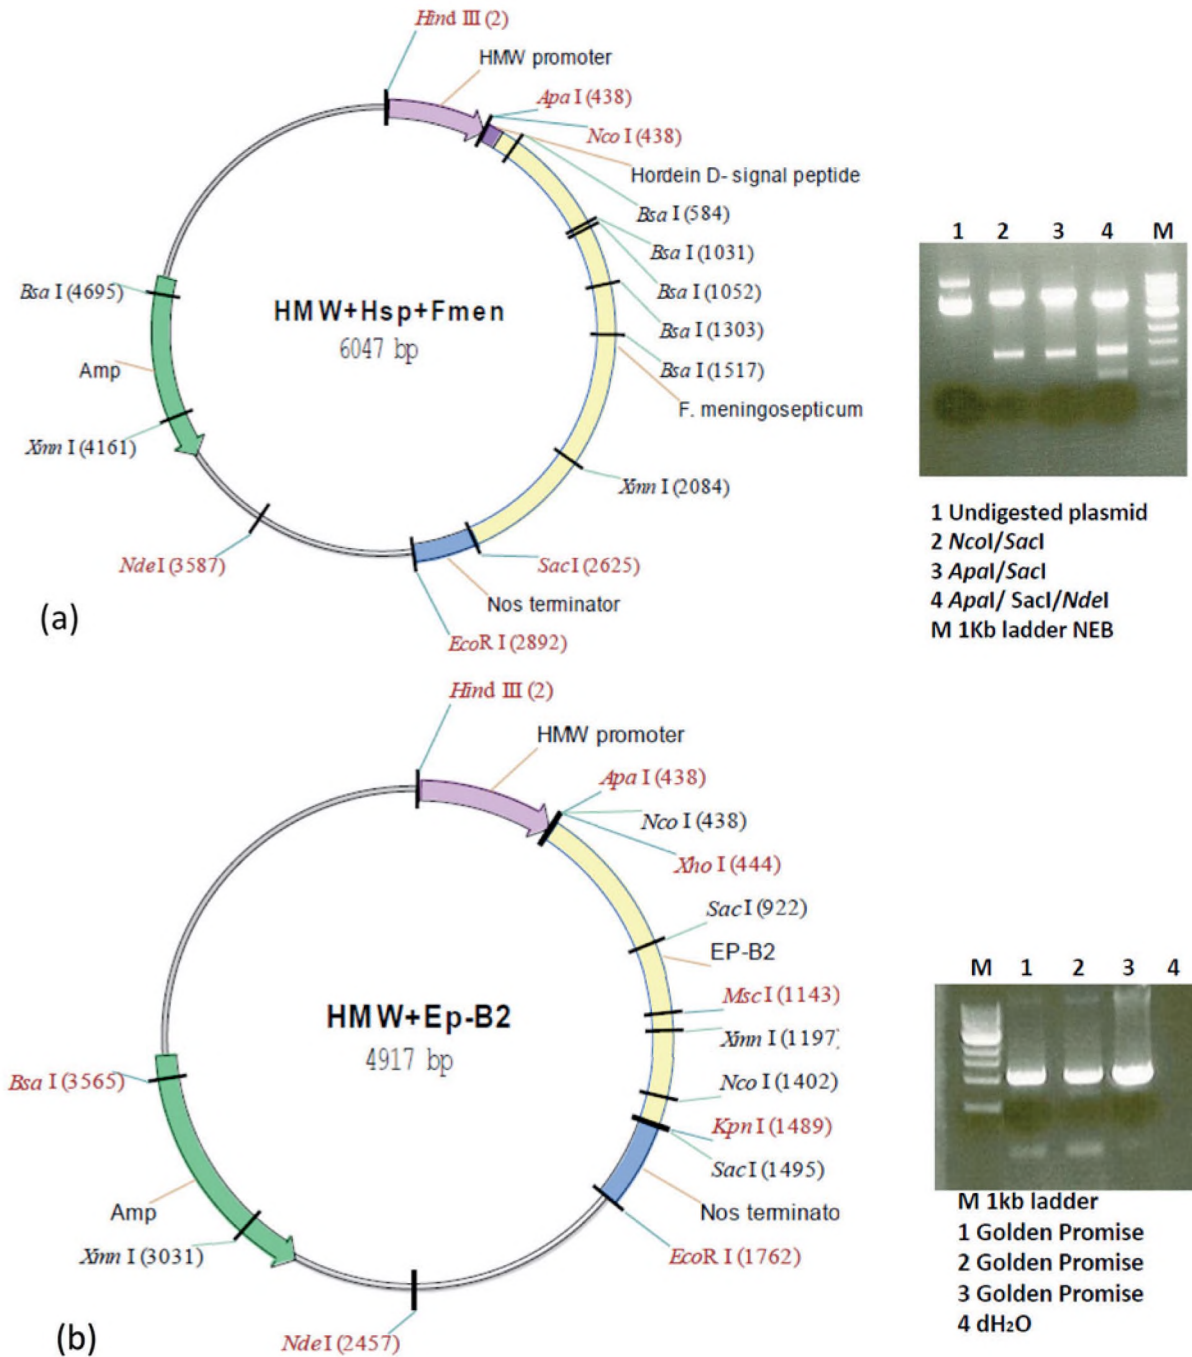 Hind III (2)
HMW promoter
Apa I (438)
Nco I (438)
Hordein D- signal peptide
Bsa I (584)
Bsa I (1031)
Bsa I (1052)
Bsa I (1303)
Bsa I (1517)
F. meningosepticum
Xmn I (2084)
Sac I (2625)
Nos terminator
EcoR I (2892)
Nde I (3587)
Xmn I (4161)
Amp
Bsa I (4695)
HMW+Hsp+Fmen
6047 bp
(a)
1 2 3 4 M
1 Undigested plasmid
2 NcoI/SacI
3 ApaI/SacI
4 ApaI/ SacI/NdeI
M 1Kb ladder NEB
Hind III (2)
HMW promoter
Apa I (438)
Nco I (438)
Xho I (444)
Sac I (922)
EP-B2
Msc I (1143)
Xmn I (1197)
Nco I (1402)
Kpn I (1489)
Sac I (1495)
Nos terminato
EcoR I (1762)
Nde I (2457)
Xmn I (3031)
Amp
Bsa I (3565)
HMW+Ep-B2
4917 bp
(b)
M 1 2 3 4
M 1kb ladder
1 Golden Promise
2 Golden Promise
3 Golden Promise
4 dH₂O